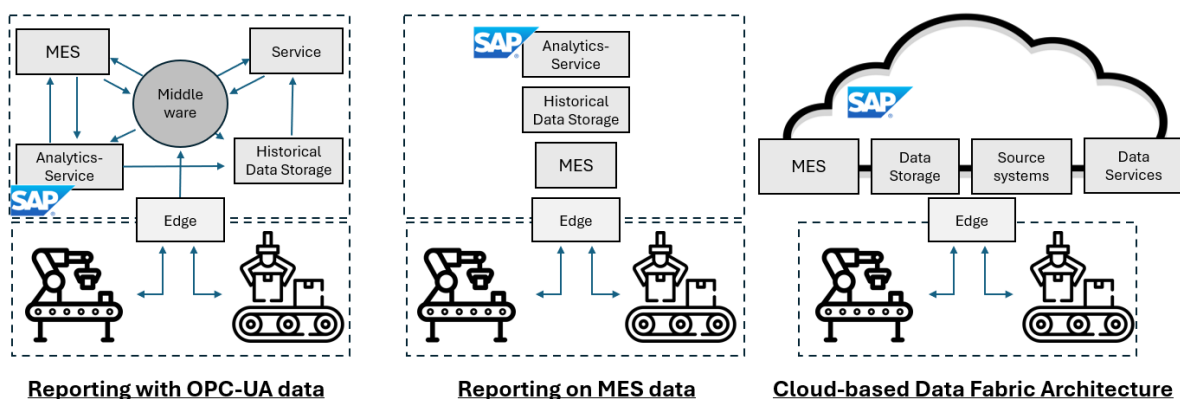 MES
Service
Middle
ware
Analytics-
Service
Historical
Data Storage
SAP
Edge
Reporting with OPC-UA data
SAP
Analytics-
Service
Historical
Data Storage
MES
Edge
Reporting on MES data
SAP
MES
Data
Storage
Source
systems
Data
Services
Edge
Cloud-based Data Fabric Architecture